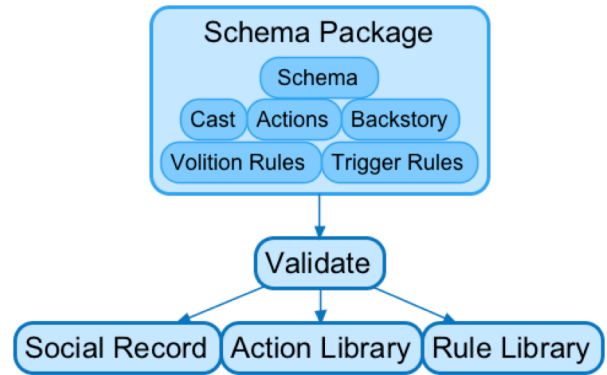 Schema Package
Schema
Cast Actions Backstory
Volition Rules Trigger Rules
Validate
Social Record Action Library Rule Library